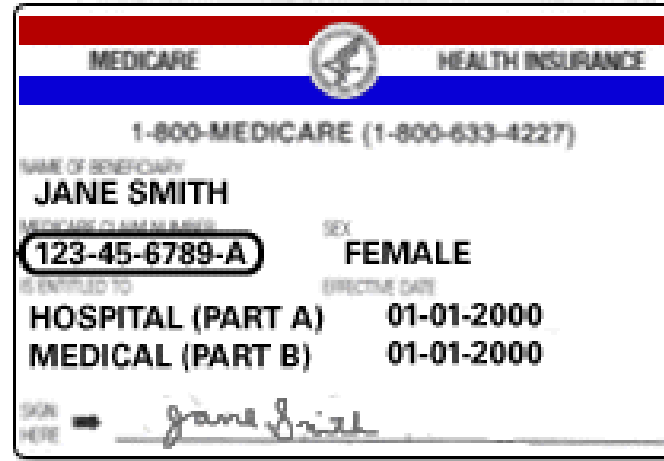 MEDICARE HEALTH INSURANCE
1-800-MEDICARE (1-800-633-4227)
NAME OF BENEFICIARY
JANE SMITH
MEDICARE CLAIM NUMBER SEX
123-45-6789-A FEMALE
IS ENTITLED TO EFFECTIVE DATE
HOSPITAL (PART A) 01-01-2000
MEDICAL (PART B) 01-01-2000
SIGN
HERE Jane Smith